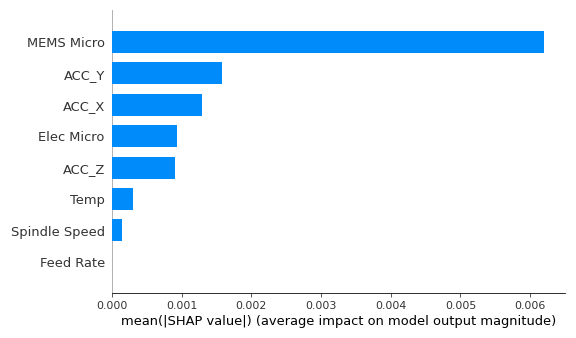 MEMS Micro
ACC_Y
ACC_X
Elec Micro
ACC_Z
Temp
Spindle Speed
Feed Rate
0.000 0.001 0.002 0.003 0.004 0.005 0.006
mean(|SHAP value|) (average impact on model output magnitude)